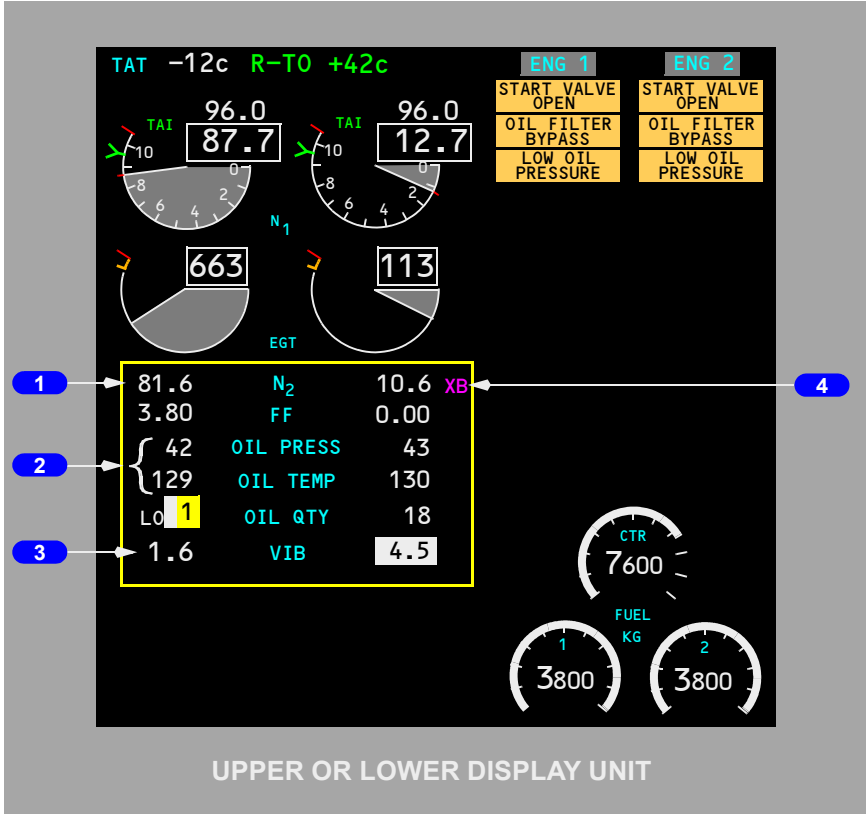 TAT -12c R-TO +42c
ENG 1 ENG 2
START VALVE OPEN START VALVE OPEN
OIL FILTER BYPASS OIL FILTER BYPASS
LOW OIL PRESSURE LOW OIL PRESSURE
96.0 96.0
TAI 87.7 TAI 12.7
10 8 6 4 2 0 10 8 6 4 2 0
N1
663 113
EGT
1 81.6 N2 10.6 XB 4
3.80 FF 0.00
2 42 OIL PRESS 43
129 OIL TEMP 130
LO 1 OIL QTY 18
3 1.6 VIB 4.5
CTR
7600
FUEL
KG
1 2
3800 3800
UPPER OR LOWER DISPLAY UNIT